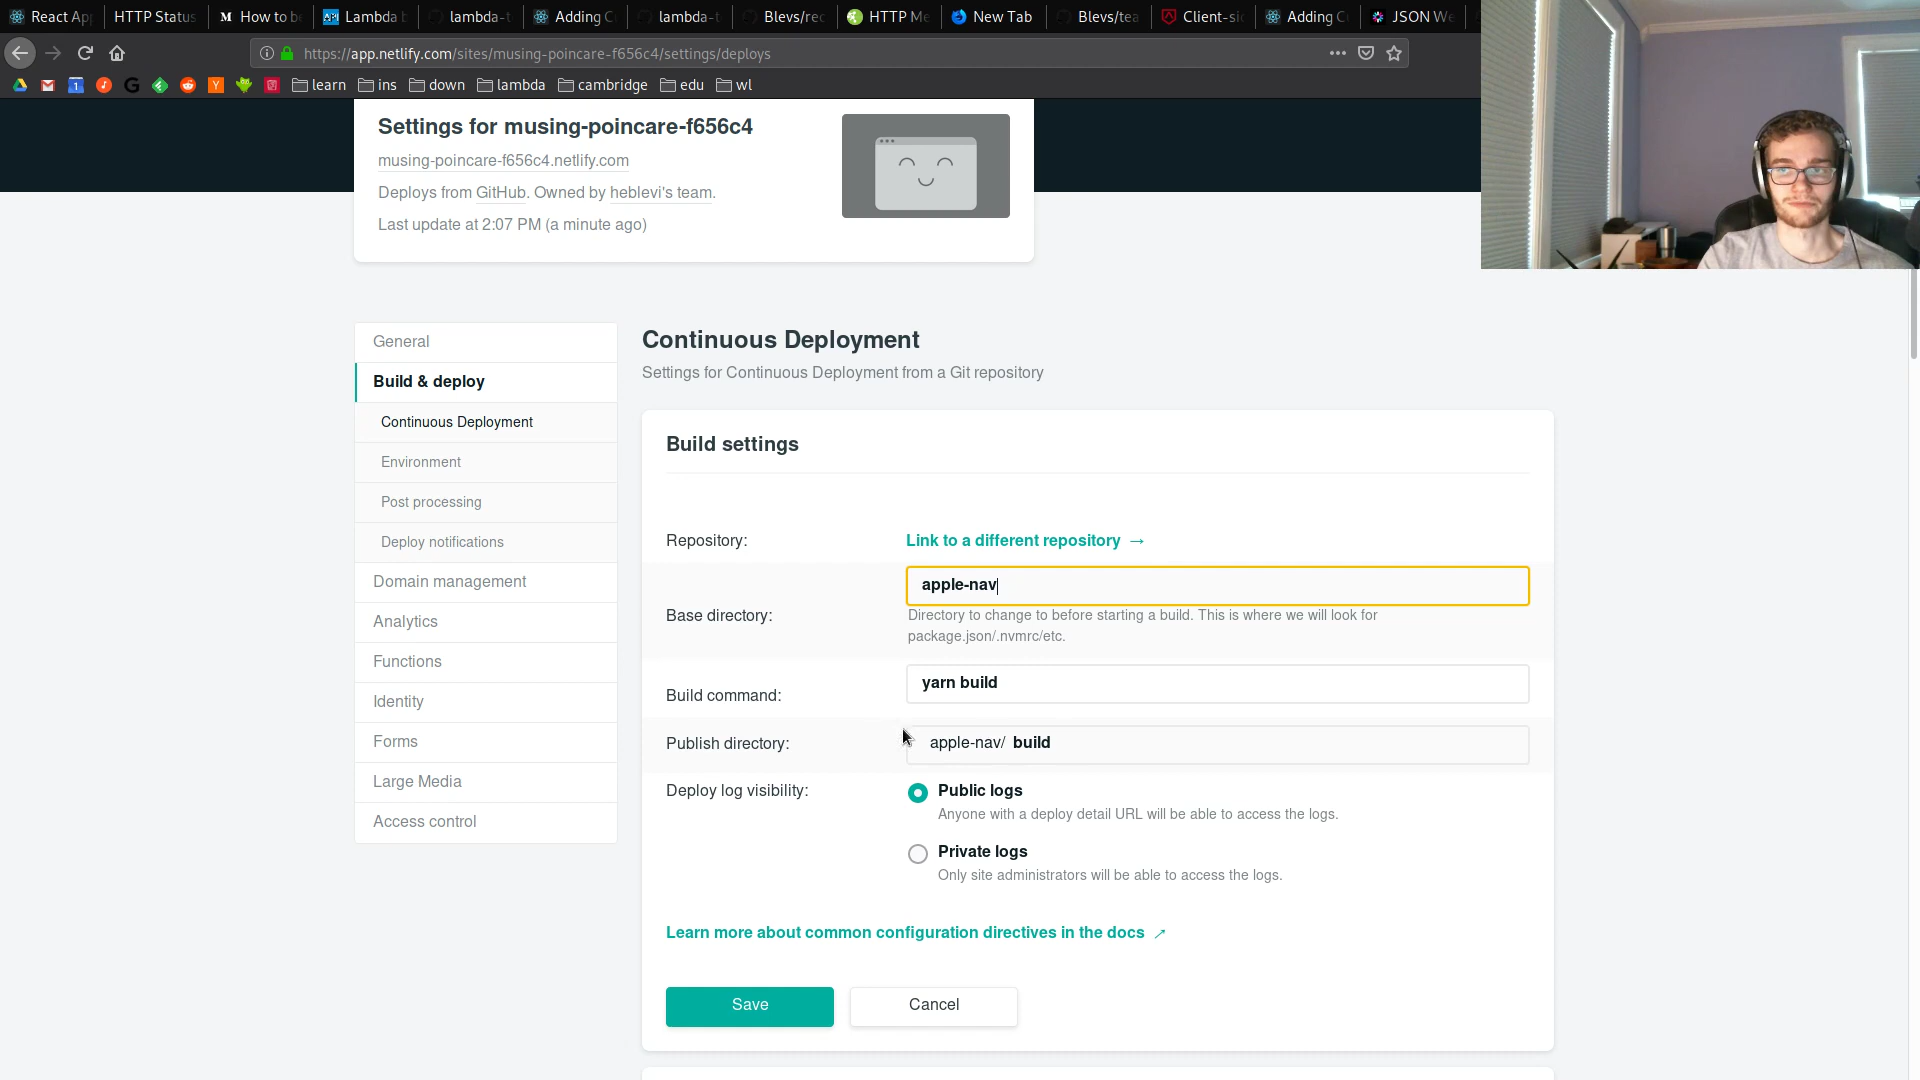 React Ap
HTTP Status
How to be
Lambda
lambda-t
Adding C
lambda-t
Blevs/rec
HTTP Me
New Tab
Blevs/tea
Client-si
Adding C
JSON We
https://app.netlify.com/sites/musing-poincare-f656c4/settings/deploys
learn
ins
down
lambda
cambridge
edu
wl
Settings for musing-poincare-f656c4
musing-poincare-f656c4.netlify.com
Deploys from GitHub. Owned by heblevi's team.
Last update at 2:07 PM (a minute ago)
General
Build & deploy
Continuous Deployment
Environment
Post processing
Deploy notifications
Domain management
Analytics
Functions
Identity
Forms
Large Media
Access control
Continuous Deployment
Settings for Continuous Deployment from a Git repository
Build settings
Repository:
Link to a different repository →
Base directory:
apple-nav
Directory to change to before starting a build. This is where we will look for
package.json/.nvmrc/etc.
Build command:
yarn build
Publish directory:
apple-nav/ build
Deploy log visibility:
Public logs
Anyone with a deploy detail URL will be able to access the logs.
Private logs
Only site administrators will be able to access the logs.
Learn more about common configuration directives in the docs ↗
Save
Cancel